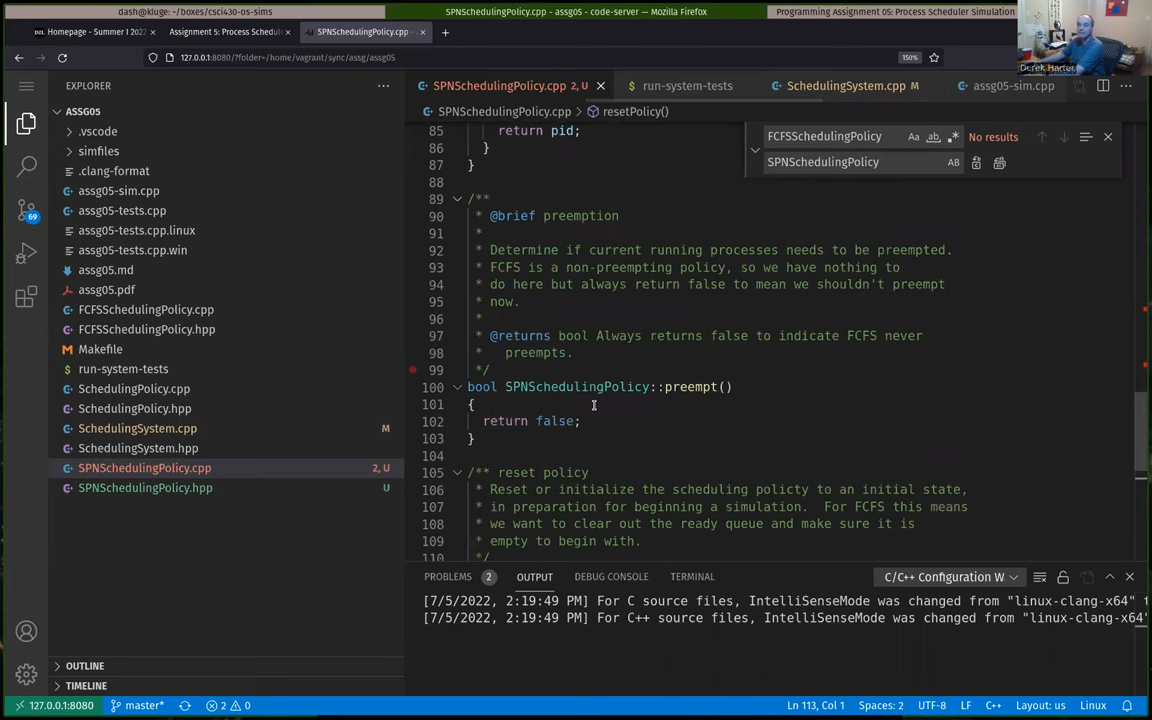 dash@kluge:~/boxes/csci430-os-sims
SPNSchedulingPolicy.cpp - assg05 - code-server — Mozilla Firefox
Programming Assignment 05: Process Scheduler Simulation
Homepage - Summer I 2022
Assignment 5: Process Schedul
SPNSchedulingPolicy.cpp - ass
127.0.0.1:8080/?folder=/home/vagrant/sync/assg/assg05
150%
Derek Harter
EXPLORER
ASSG05
.vscode
simfiles
.clang-format
assg05-sim.cpp
assg05-tests.cpp
assg05-tests.cpp.linux
assg05-tests.cpp.win
assg05.md
assg05.pdf
FCFSSchedulingPolicy.cpp
FCFSSchedulingPolicy.hpp
Makefile
run-system-tests
SchedulingPolicy.cpp
SchedulingPolicy.hpp
SchedulingSystem.cpp M
SchedulingSystem.hpp
SPNSchedulingPolicy.cpp 2, U
SPNSchedulingPolicy.hpp U
OUTLINE
TIMELINE
69
SPNSchedulingPolicy.cpp 2, U
run-system-tests
SchedulingSystem.cpp M
assg05-sim.cpp
SPNSchedulingPolicy.cpp > resetPolicy()
FCFSSchedulingPolicy Aa ab .* No results
SPNSchedulingPolicy AB
85 return pid;
86 }
87 }
88
89 /**
90 * @brief preemption
91 *
92 * Determine if current running processes needs to be preempted.
93 * FCFS is a non-preempting policy, so we have nothing to
94 * do here but always return false to mean we shouldn't preempt
95 * now.
96 *
97 * @returns bool Always returns false to indicate FCFS never
98 * preempts.
99 */
100 bool SPNSchedulingPolicy::preempt()
101 {
102 return false;
103 }
104
105 /** reset policy
106 * Reset or initialize the scheduling policty to an initial state,
107 * in preparation for beginning a simulation. For FCFS this means
108 * we want to clear out the ready queue and make sure it is
109 * empty to begin with.
110 */
PROBLEMS 2 OUTPUT DEBUG CONSOLE TERMINAL
C/C++ Configuration W
[7/5/2022, 2:19:49 PM] For C source files, IntelliSenseMode was changed from "linux-clang-x64" t
[7/5/2022, 2:19:49 PM] For C++ source files, IntelliSenseMode was changed from "linux-clang-x64"
127.0.0.1:8080 master* 2 0 Ln 113, Col 1 Spaces: 2 UTF-8 LF C++ Layout: us Linux